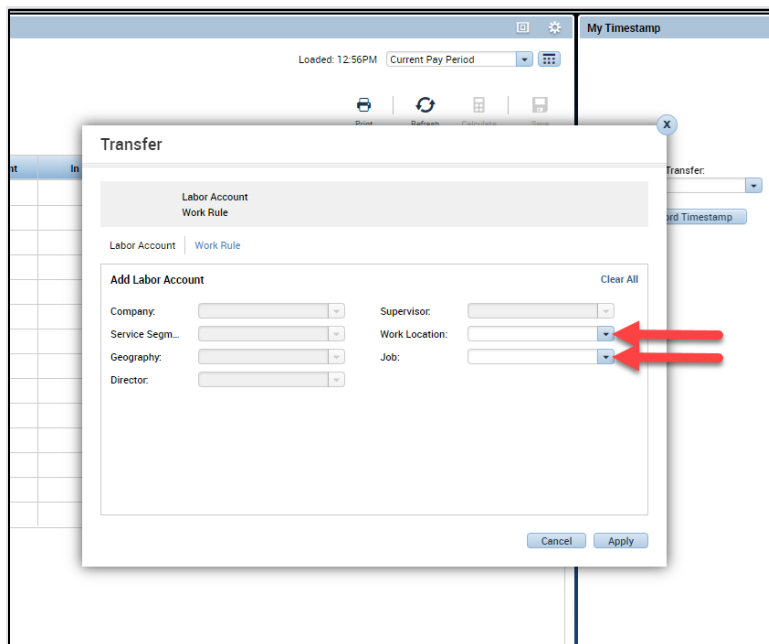 My Timestamp
Loaded: 12:56PM Current Pay Period
Print Refresh Calculate Save
Transfer
X
nt In
Transfer:
Labor Account
Work Rule
ord Timestamp
Labor Account Work Rule
Add Labor Account Clear All
Company: Supervisor:
Service Segm... Work Location:
Geography: Job:
Director:
Cancel Apply